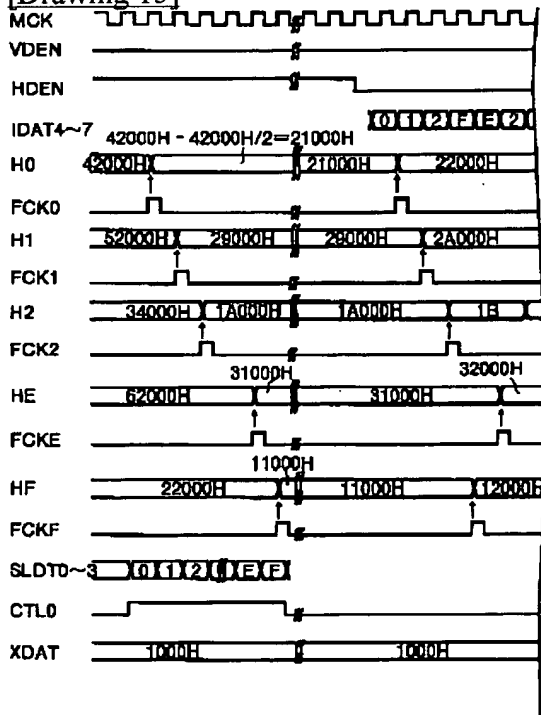 [Drawing 15]
MCK
VDEN
HDEN
IDAT4~7 0 1 2 F E 2
42000H - 42000H/2=21000H
H0 42000H 21000H 22000H
FCK0
H1 52000H 29000H 29000H 2A000H
FCK1
H2 34000H 1A000H 1A000H 1B
FCK2
31000H 32000H
HE 62000H 31000H
FCKE
11000H
HF 22000H 11000H 12000H
FCKF
SLDT0~3 0 1 2 E F
CTL0
XDAT 1000H 1000H